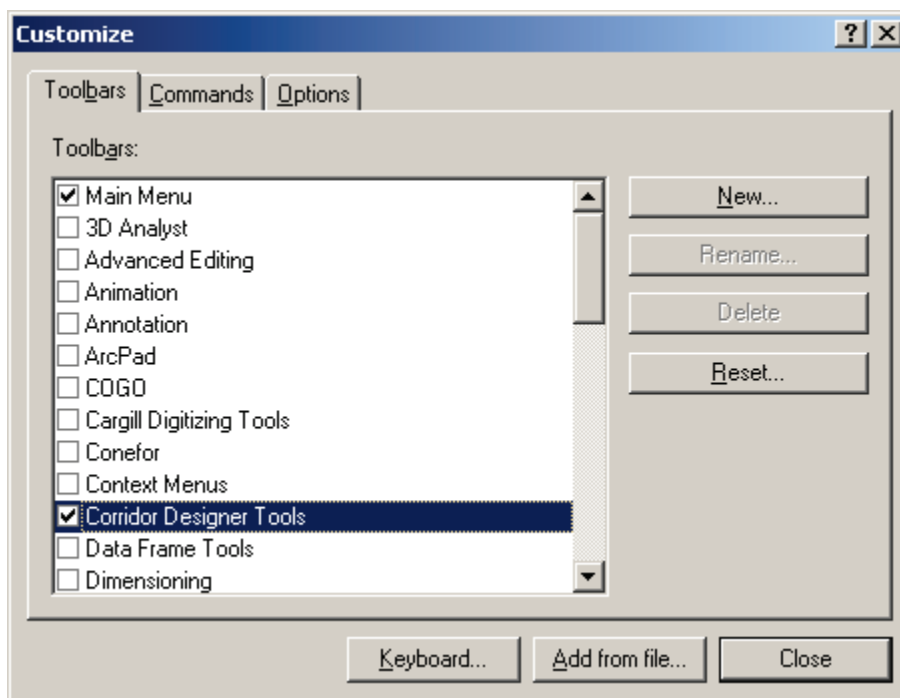 Customize
Toolbars Commands Options
Toolbars:
Main Menu
3D Analyst
Advanced Editing
Animation
Annotation
ArcPad
COGO
Cargill Digitizing Tools
Conefor
Context Menus
Corridor Designer Tools
Data Frame Tools
Dimensioning
New...
Rename...
Delete
Reset...
Keyboard... Add from file... Close